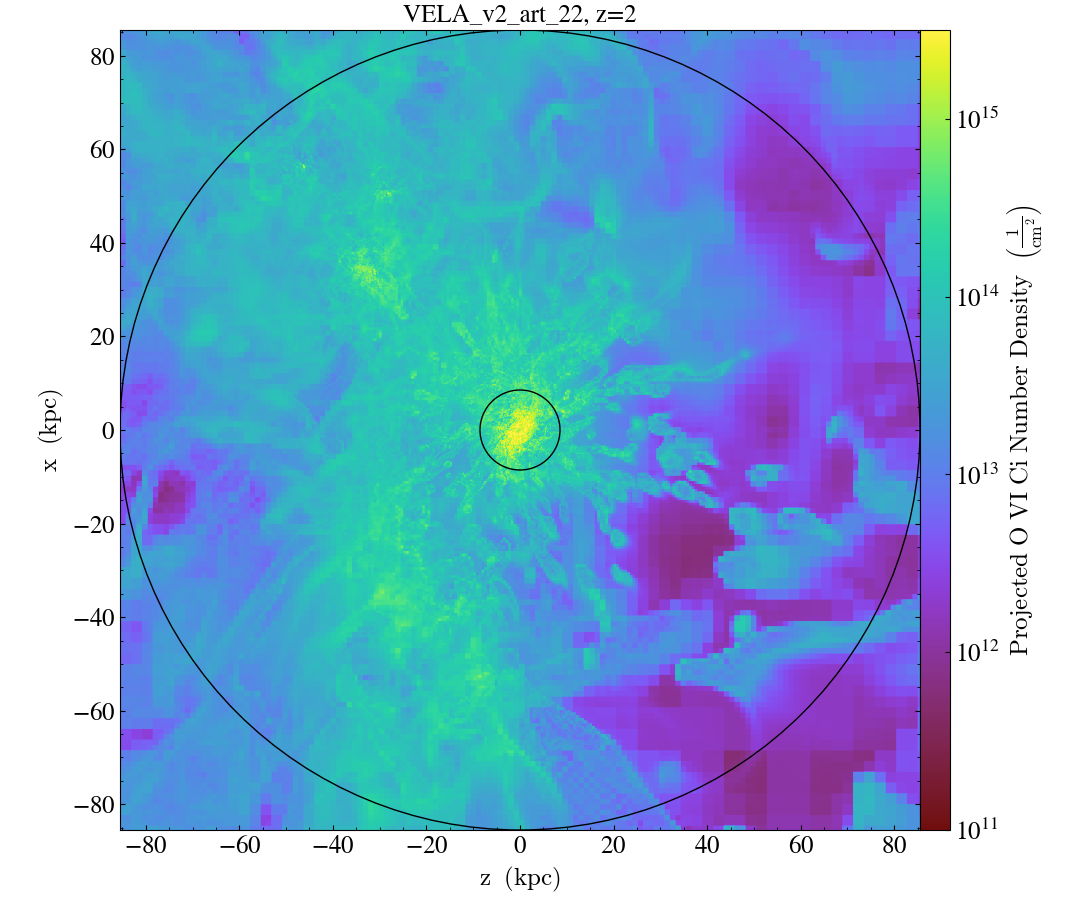 VELA_v2_art_22, z=2
80
60
40
20
0
−20
−40
−60
−80
x (kpc)
−80 −60 −40 −20 0 20 40 60 80
z (kpc)
10^15
10^14
10^13
10^12
10^11
Projected O VI Ci Number Density (1/cm^2)